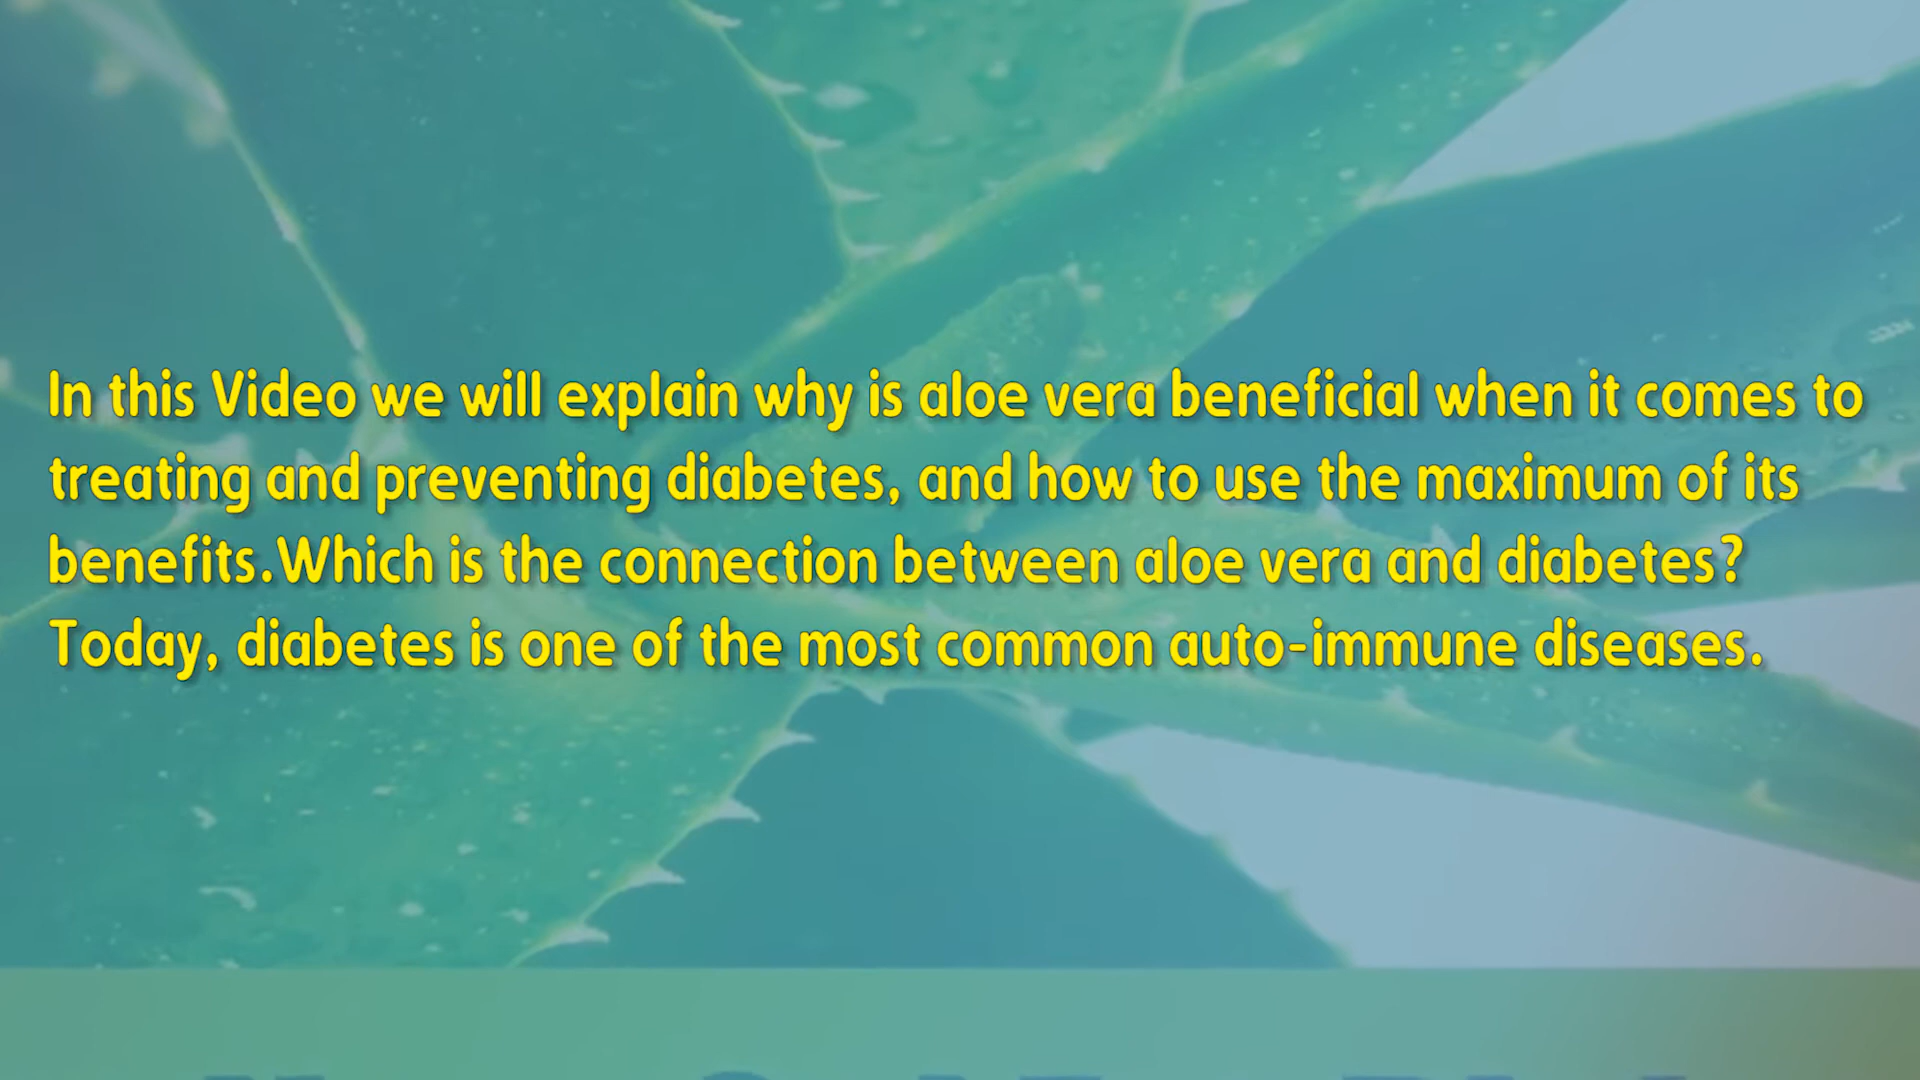 In this Video we will explain why is aloe vera beneficial when it comes to
treating and preventing diabetes, and how to use the maximum of its
benefits.Which is the connection between aloe vera and diabetes?
Today, diabetes is one of the most common auto-immune diseases.